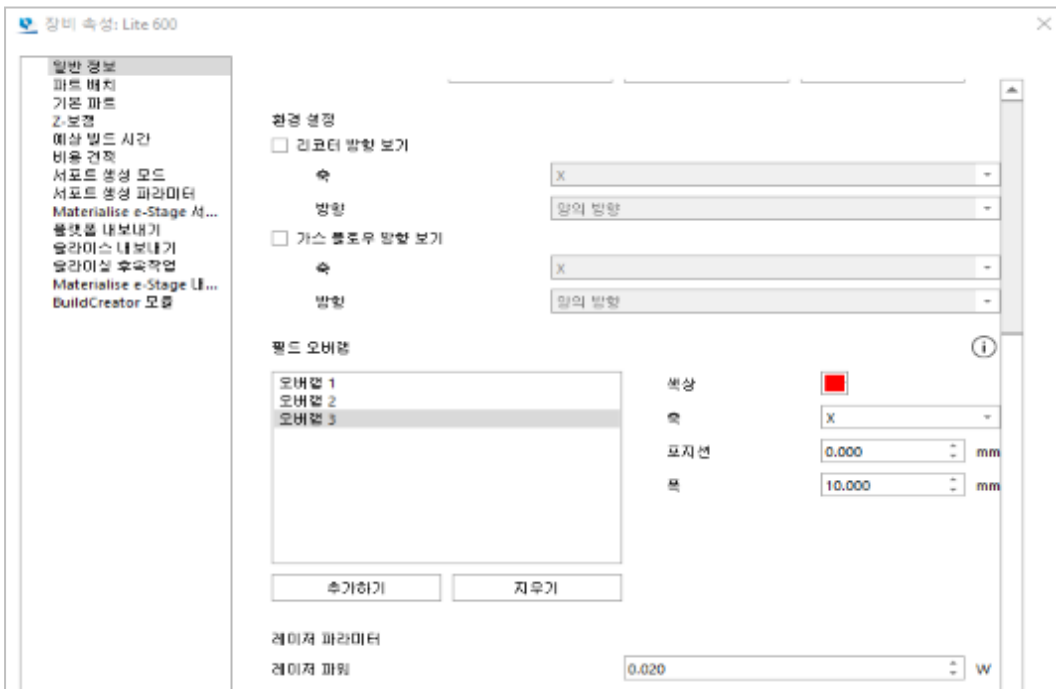 장비 속성: Lite 600
일반 정보
파트 배치
기본 파트
Z-보정
예상 빌드 시간
비용 견적
서포트 생성 모드
서포트 생성 파라미터
Materialise e-Stage 서...
플랫폼 내보내기
슬라이스 내보내기
슬라이싱 후속작업
Materialise e-Stage 내...
BuildCreator 모듈
환경 설정
리코터 방향 보기
축 X
방향 양의 방향
가스 플로우 방향 보기
축 X
방향 양의 방향
필드 오버랩
오버랩 1
오버랩 2
오버랩 3
색상
축 X
포지션 0.000 mm
폭 10.000 mm
추가하기 지우기
레이저 파라미터
레이저 파워 0.020 W